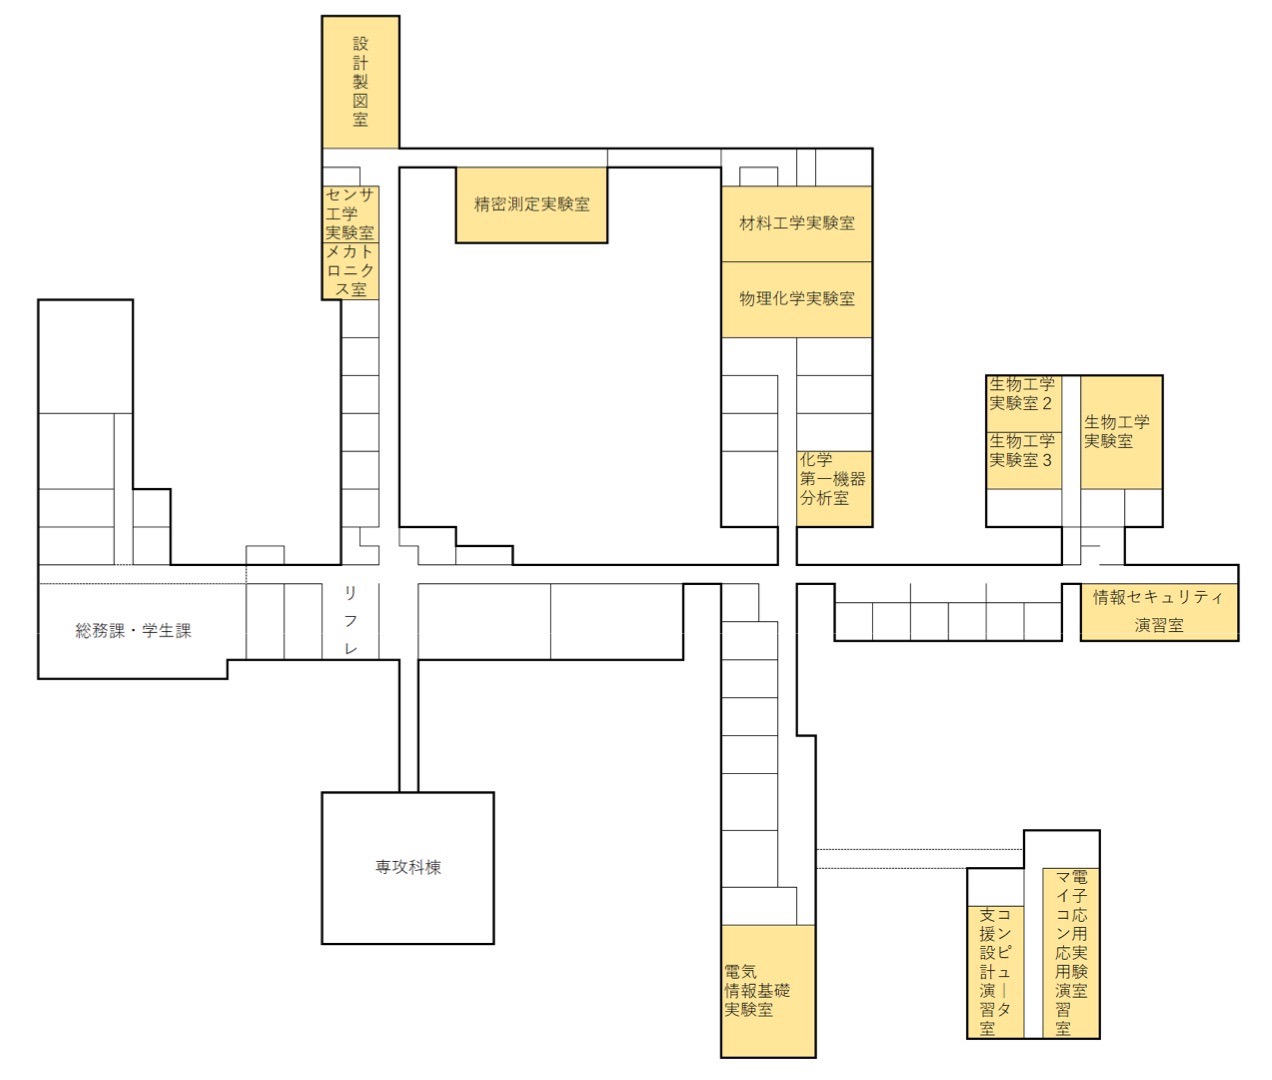 設計製図室
センサ
工学
実験室
メカト
ロニク
ス室
精密測定実験室
材料工学実験室
物理化学実験室
化学
第一機器
分析室
生物工学
実験室２
生物工学
実験室３
生物工学
実験室
情報セキュリティ
演習室
総務課・学生課
リフレ
専攻科棟
電気
情報基礎
実験室
コンピュータ
支援設計演習室
電子応用実験室
マイコン応用演習室